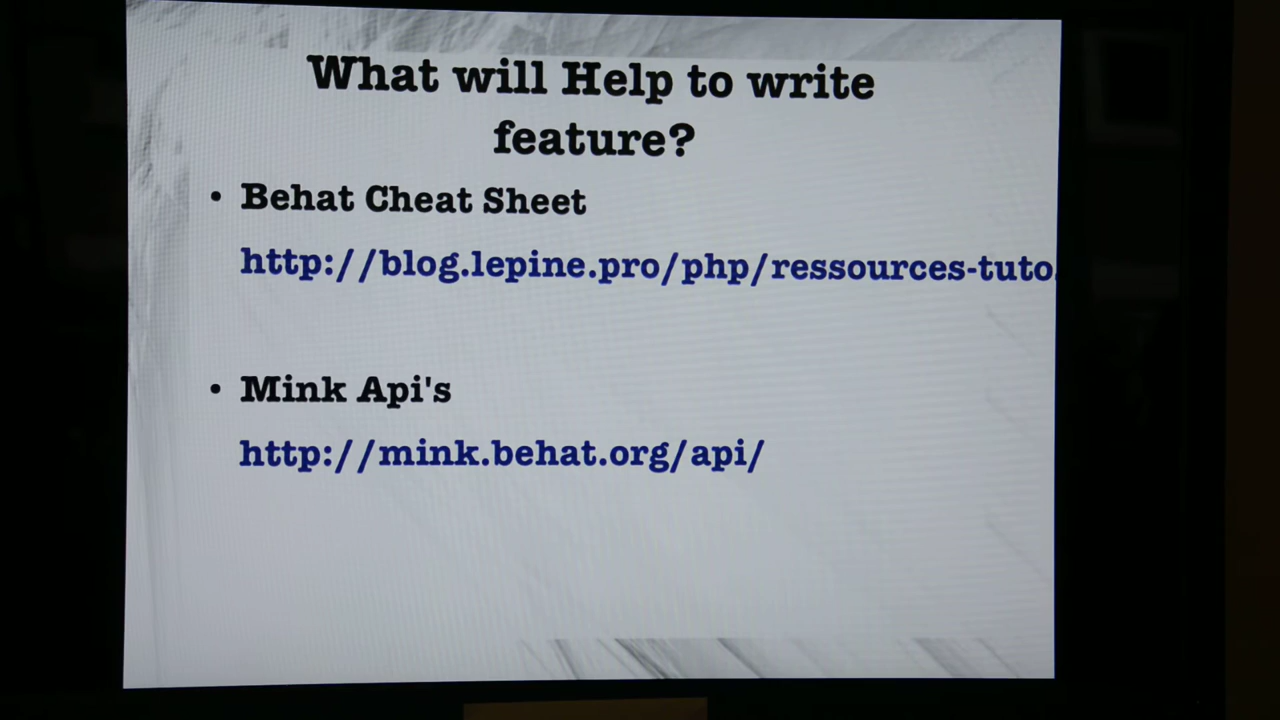 What will Help to write
feature?
• Behat Cheat Sheet
http://blog.lepine.pro/php/ressources-tuto
• Mink Api's
http://mink.behat.org/api/